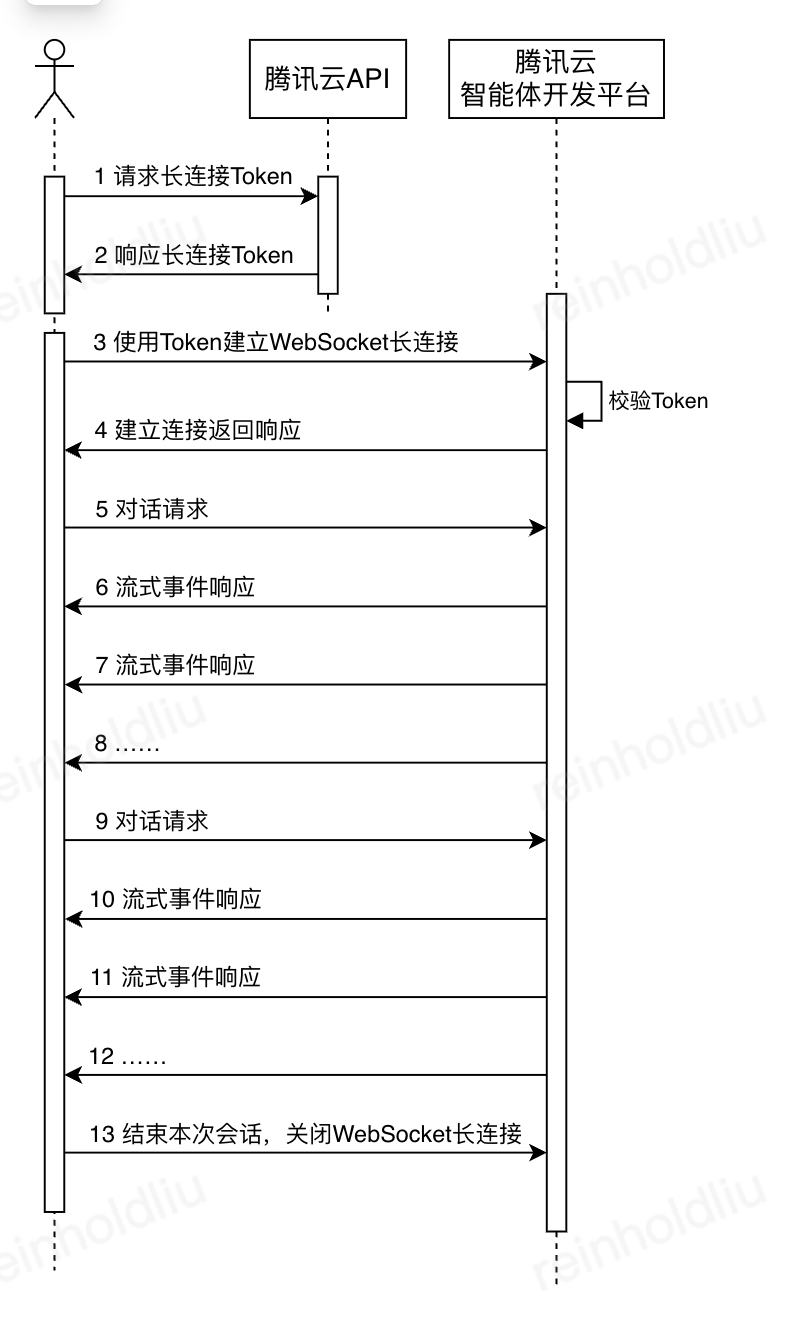 腾讯云API
腾讯云
智能体开发平台
1 请求长连接Token
2 响应长连接Token
3 使用Token建立WebSocket长连接
校验Token
4 建立连接返回响应
5 对话请求
6 流式事件响应
7 流式事件响应
8 ……
9 对话请求
10 流式事件响应
11 流式事件响应
12 ……
13 结束本次会话，关闭WebSocket长连接
reinholdliu
reinholdliu
reinholdliu
reinholdliu
reinholdliu
reinholdliu